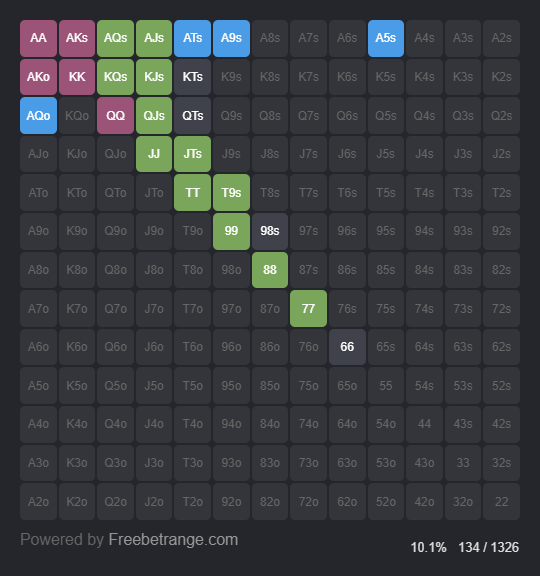 AA AKs AQs AJs ATs A9s A8s A7s A6s A5s A4s A3s A2s
AKo KK KQs KJs KTs K9s K8s K7s K6s K5s K4s K3s K2s
AQo KQo QQ QJs QTs Q9s Q8s Q7s Q6s Q5s Q4s Q3s Q2s
AJo KJo QJo JJ JTs J9s J8s J7s J6s J5s J4s J3s J2s
ATo KTo QTo JTo TT T9s T8s T7s T6s T5s T4s T3s T2s
A9o K9o Q9o J9o T9o 99 98s 97s 96s 95s 94s 93s 92s
A8o K8o Q8o J8o T8o 98o 88 87s 86s 85s 84s 83s 82s
A7o K7o Q7o J7o T7o 97o 87o 77 76s 75s 74s 73s 72s
A6o K6o Q6o J6o T6o 96o 86o 76o 66 65s 64s 63s 62s
A5o K5o Q5o J5o T5o 95o 85o 75o 65o 55 54s 53s 52s
A4o K4o Q4o J4o T4o 94o 84o 74o 64o 54o 44 43s 42s
A3o K3o Q3o J3o T3o 93o 83o 73o 63o 53o 43o 33 32s
A2o K2o Q2o J2o T2o 92o 82o 72o 62o 52o 42o 32o 22
Powered by Freebetrange.com
10.1% 134 / 1326